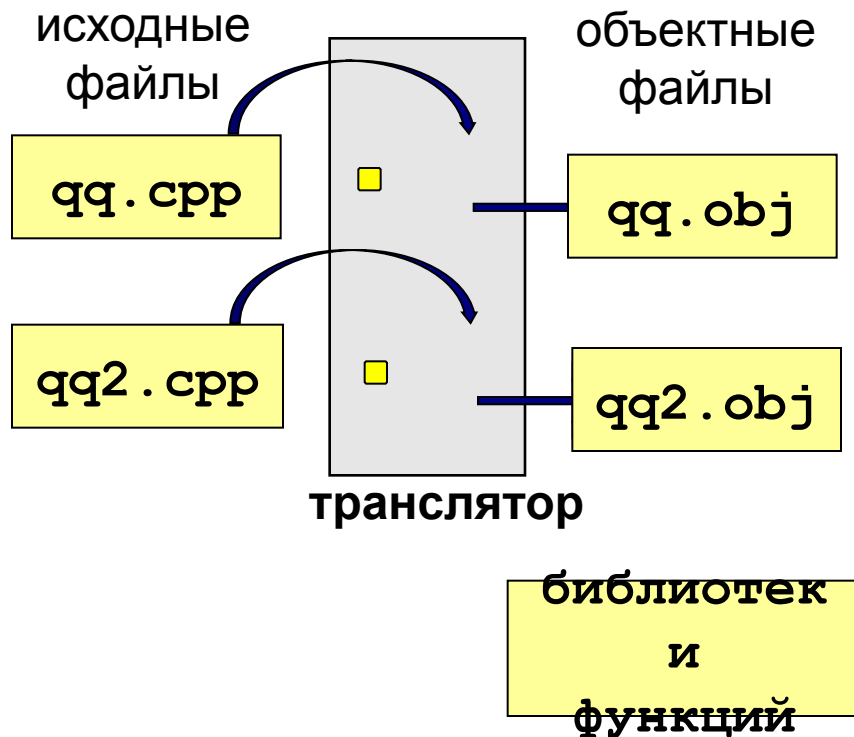 исходные
файлы
объектные
файлы
qq.cpp
qq.obj
qq2.cpp
qq2.obj
транслятор
библиотек
и
функций